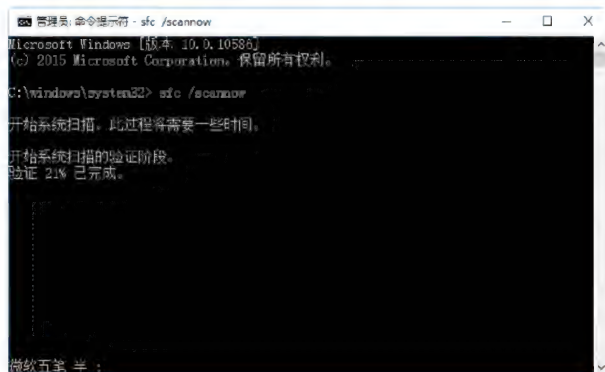 管理员: 命令提示符 - sfc /scannow
Microsoft Windows [版本 10.0.10586]
(c) 2015 Microsoft Corporation。保留所有权利。
C:\windows\system32> sfc /scannow
开始系统扫描。此过程将需要一些时间。
开始系统扫描的验证阶段。
验证 21% 已完成。
微软五笔 半 :